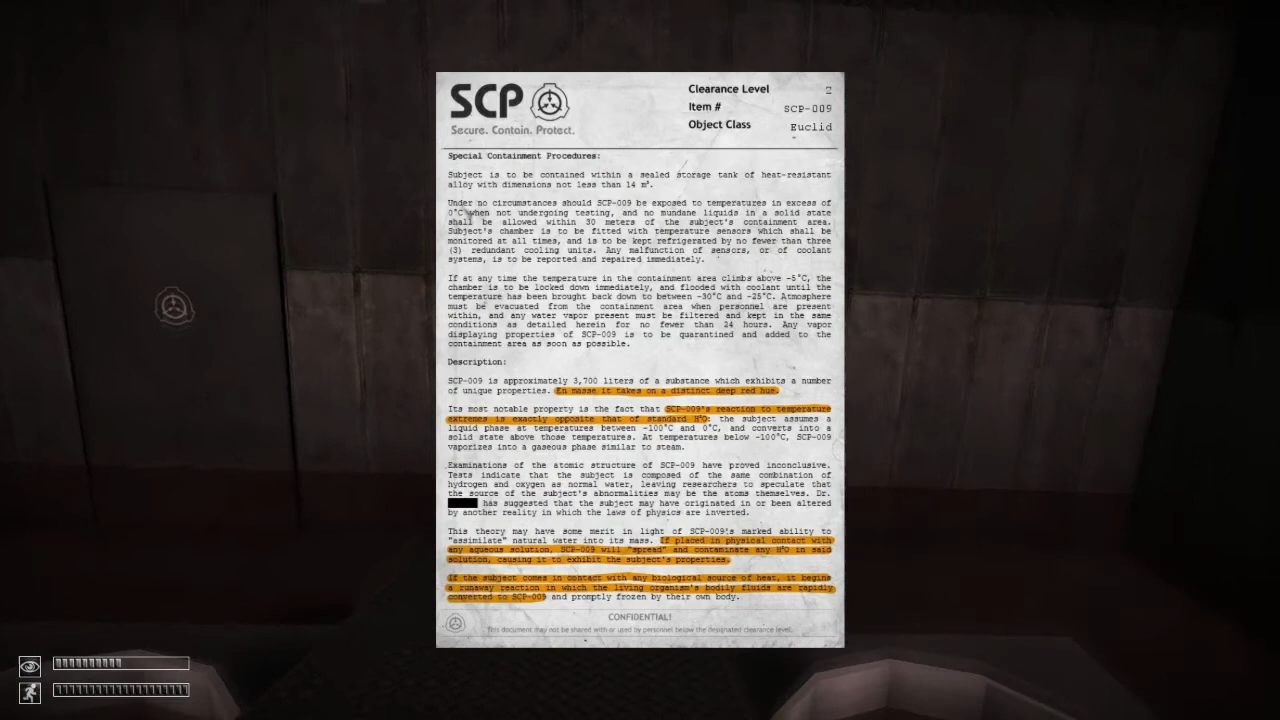 SCP
Secure. Contain. Protect.
Clearance Level 2
Item # SCP-009
Object Class Euclid
Special Containment Procedures:
Subject is to be contained within a sealed storage tank of heat-resistant
alloy with dimensions not less than 14 m³.
Under no circumstances should SCP-009 be exposed to temperatures in excess of
0°C when not undergoing testing, and no mundane liquids in a solid state
shall be allowed within 30 meters of the subject's containment area.
Subject's chamber is to be fitted with temperature sensors which shall be
monitored at all times, and is to be kept refrigerated by no fewer than three
(3) redundant cooling units. Any malfunction of sensors, or of coolant
systems, is to be reported and repaired immediately.
If at any time the temperature in the containment area climbs above -5°C, the
chamber is to be locked down immediately, and flooded with coolant until the
temperature has been brought back down to between -30°C and -25°C. Atmosphere
must be evacuated from the containment area when personnel are present
within, and any water vapor present must be filtered and kept in the same
conditions as detailed herein for no fewer than 24 hours. Any vapor
displaying properties of SCP-009 is to be quarantined and added to the
containment area as soon as possible.
Description:
SCP-009 is approximately 3,700 liters of a substance which exhibits a number
of unique properties. En masse it takes on a distinct deep red hue.
Its most notable property is the fact that SCP-009's reaction to temperature
extremes is exactly opposite that of standard H²O: the subject assumes a
liquid phase at temperatures between -100°C and 0°C, and converts into a
solid state above those temperatures. At temperatures below -100°C, SCP-009
vaporizes into a gaseous phase similar to steam.
Examinations of the atomic structure of SCP-009 have proved inconclusive.
Tests indicate that the subject is composed of the same combination of
hydrogen and oxygen as normal water, leaving researchers to speculate that
the source of the subject's abnormalities may be the atoms themselves. Dr.
has suggested that the subject may have originated in or been altered
by another reality in which the laws of physics are inverted.
This theory may have some merit in light of SCP-009's marked ability to
"assimilate" natural water into its mass. If placed in physical contact with
any aqueous solution, SCP-009 will "spread" and contaminate any H²O in said
solution, causing it to exhibit the subject's properties.
If the subject comes in contact with any biological source of heat, it begins
a runaway reaction in which the living organism's bodily fluids are rapidly
converted to SCP-009 and promptly frozen by their own body.
CONFIDENTIAL!
This document may not be shared with or used by personnel below the designated clearance level.